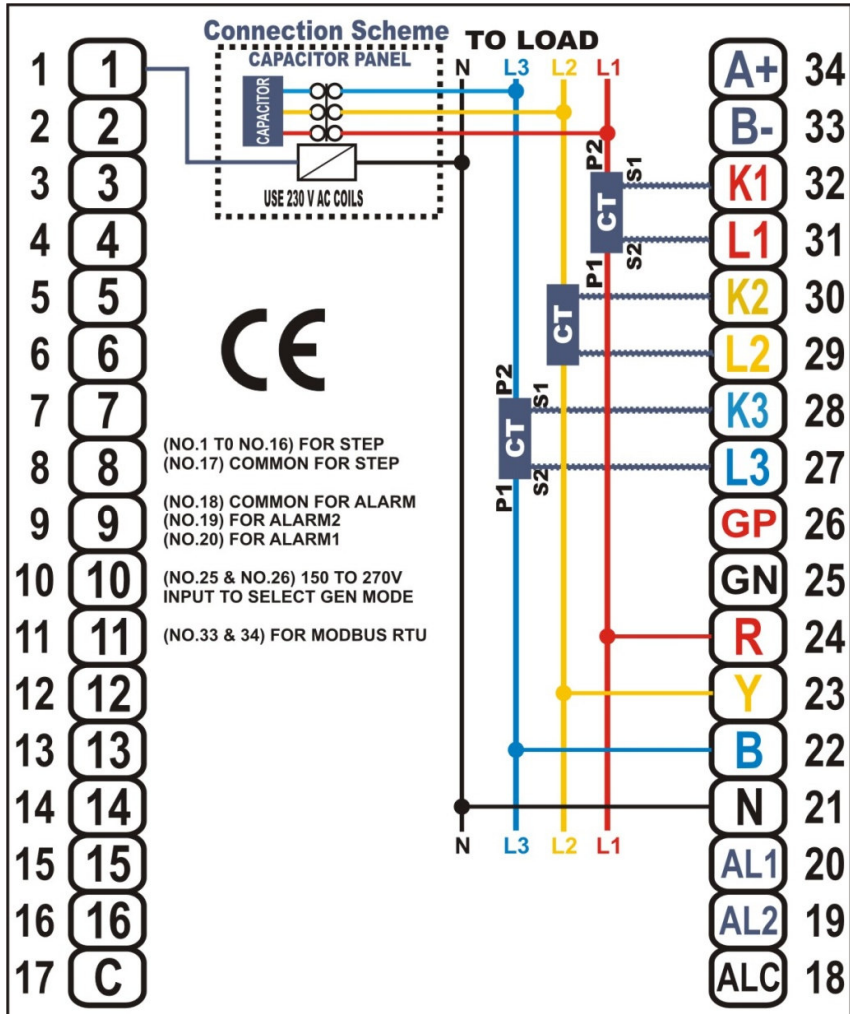 Connection Scheme
CAPACITOR PANEL
CAPACITOR
USE 230 V AC COILS
TO LOAD
N L3 L2 L1
1 1
2 2
3 3
4 4
5 5
6 6
7 7
8 8
9 9
10 10
11 11
12 12
13 13
14 14
15 15
16 16
17 C
CE
(NO.1 T0 NO.16) FOR STEP
(NO.17) COMMON FOR STEP
(NO.18) COMMON FOR ALARM
(NO.19) FOR ALARM2
(NO.20) FOR ALARM1
(NO.25 & NO.26) 150 TO 270V
INPUT TO SELECT GEN MODE
(NO.33 & 34) FOR MODBUS RTU
P2 S1
CT
P1 S2
CT
P2 S1
CT
P1 S2
N L3 L2 L1
A+ 34
B- 33
K1 32
L1 31
K2 30
L2 29
K3 28
L3 27
GP 26
GN 25
R 24
Y 23
B 22
N 21
AL1 20
AL2 19
ALC 18